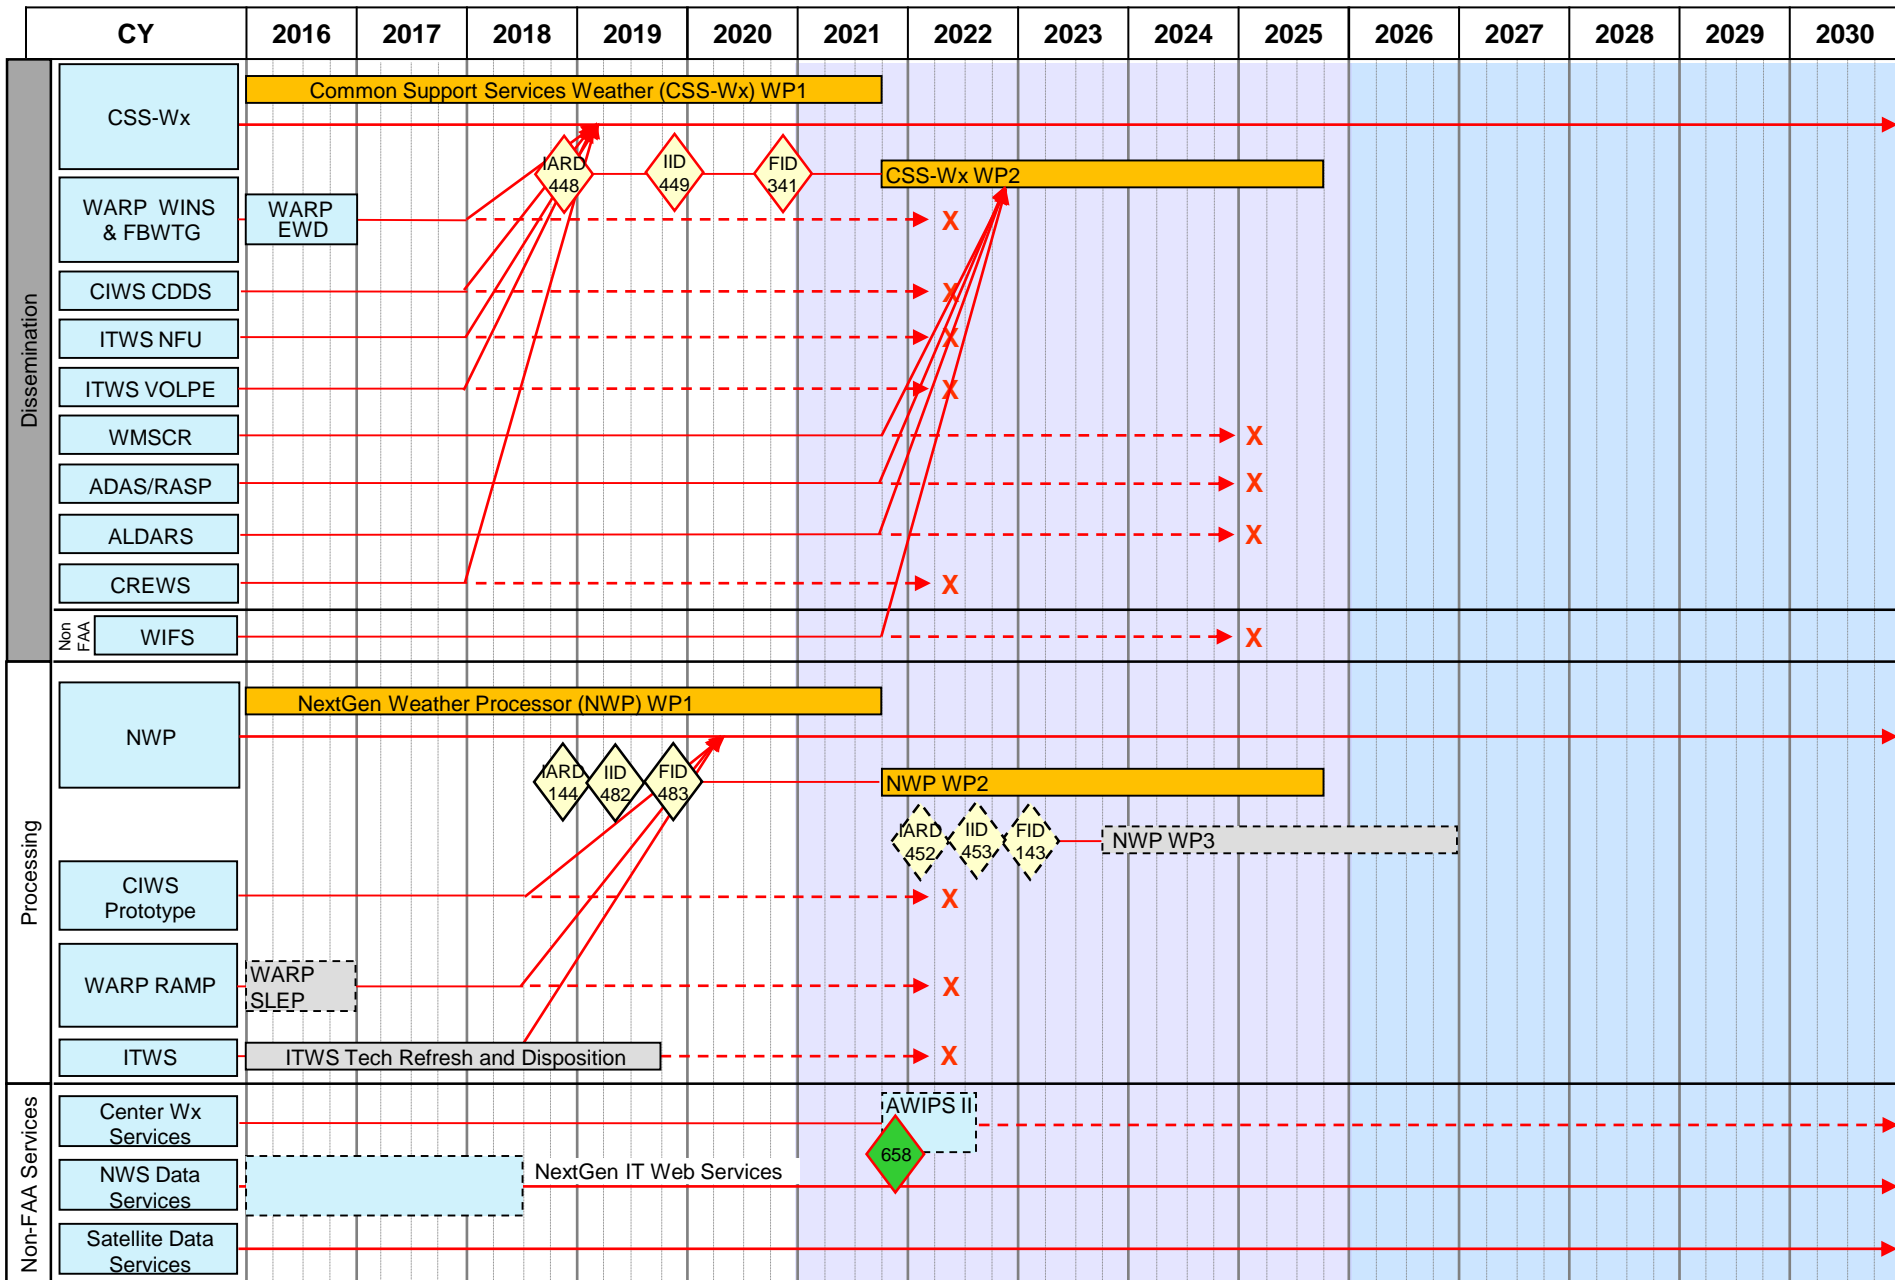 CY 2016 2017 2018 2019 2020 2021 2022 2023 2024 2025 2026 2027 2028 2029 2030
Dissemination
CSS-Wx
Common Support Services Weather (CSS-Wx) WP1
IARD
448
IID
449
FID
341
CSS-Wx WP2
WARP WINS
& FBWTG
WARP
EWD
X
CIWS CDDS
X
ITWS NFU
X
ITWS VOLPE
X
WMSCR
X
ADAS/RASP
X
ALDARS
X
CREWS
X
Non
FAA
WIFS
X
Processing
NWP
NextGen Weather Processor (NWP) WP1
IARD
144
IID
482
FID
483
NWP WP2
IARD
452
IID
453
FID
143
NWP WP3
CIWS
Prototype
X
WARP RAMP
WARP
SLEP
X
ITWS
ITWS Tech Refresh and Disposition
X
Non-FAA Services
Center Wx
Services
AWIPS II
658
NWS Data
Services
NextGen IT Web Services
Satellite Data
Services